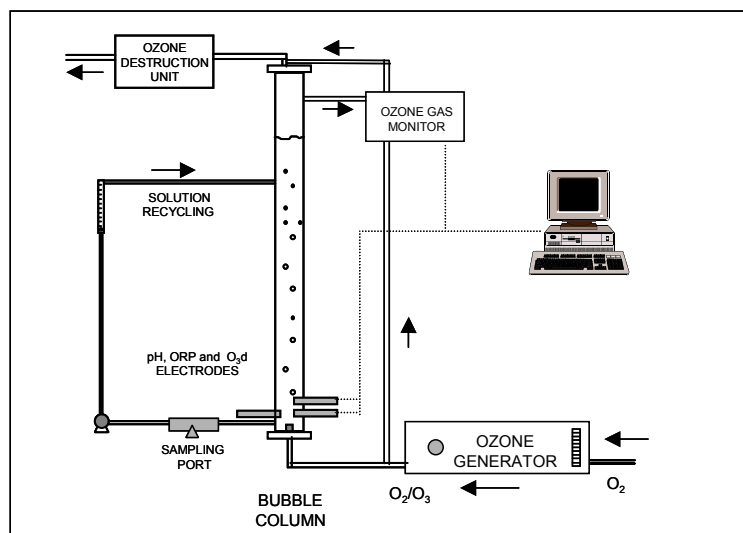 OZONE
DESTRUCTION
UNIT
OZONE GAS
MONITOR
SOLUTION
RECYCLING
pH, ORP and O₃d
ELECTRODES
SAMPLING
PORT
OZONE
GENERATOR
O₂/O₃
O₂
BUBBLE
COLUMN